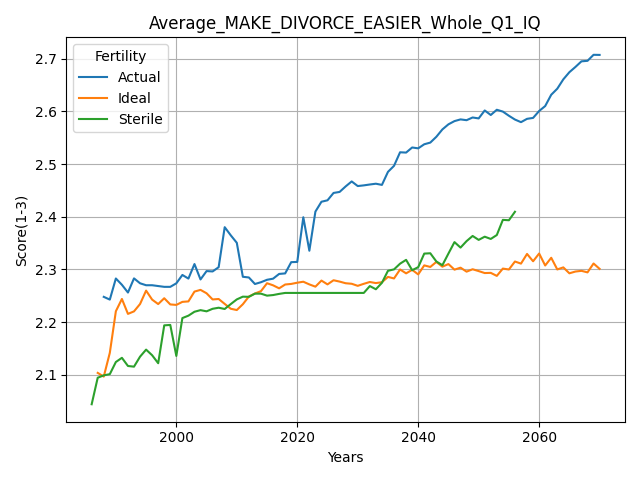 Average_MAKE_DIVORCE_EASIER_Whole_Q1_IQ
Fertility
Actual
Ideal
Sterile
Score(1-3)
2.7
2.6
2.5
2.4
2.3
2.2
2.1
2000
2020
2040
2060
Years